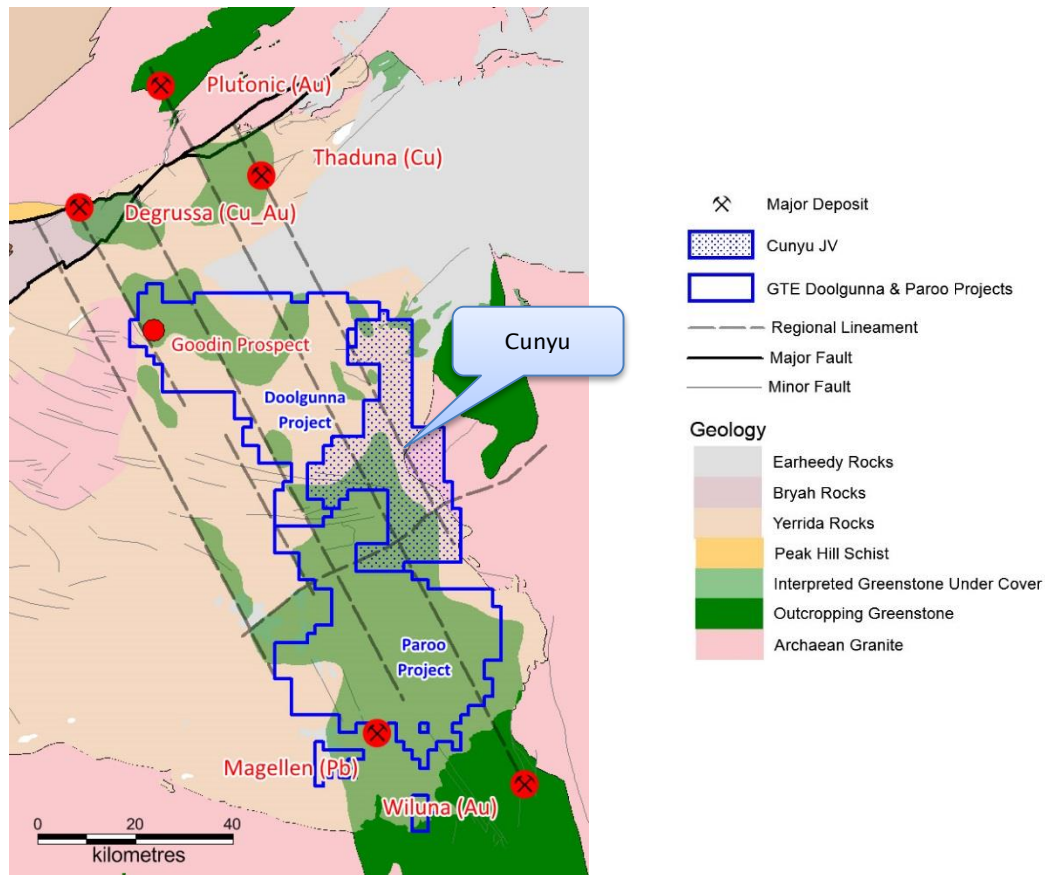 Plutonic (Au)
Thaduna (Cu)
Degrussa (Cu_Au)
Goodin Prospect
Cunyu
Doolgunna
Project
Paroo
Project
Magellen (Pb)
Wiluna (Au)
0 20 40
kilometres
Major Deposit
Cunyu JV
GTE Doolgunna & Paroo Projects
Regional Lineament
Major Fault
Minor Fault
Geology
Earheedy Rocks
Bryah Rocks
Yerrida Rocks
Peak Hill Schist
Interpreted Greenstone Under Cover
Outcropping Greenstone
Archaean Granite